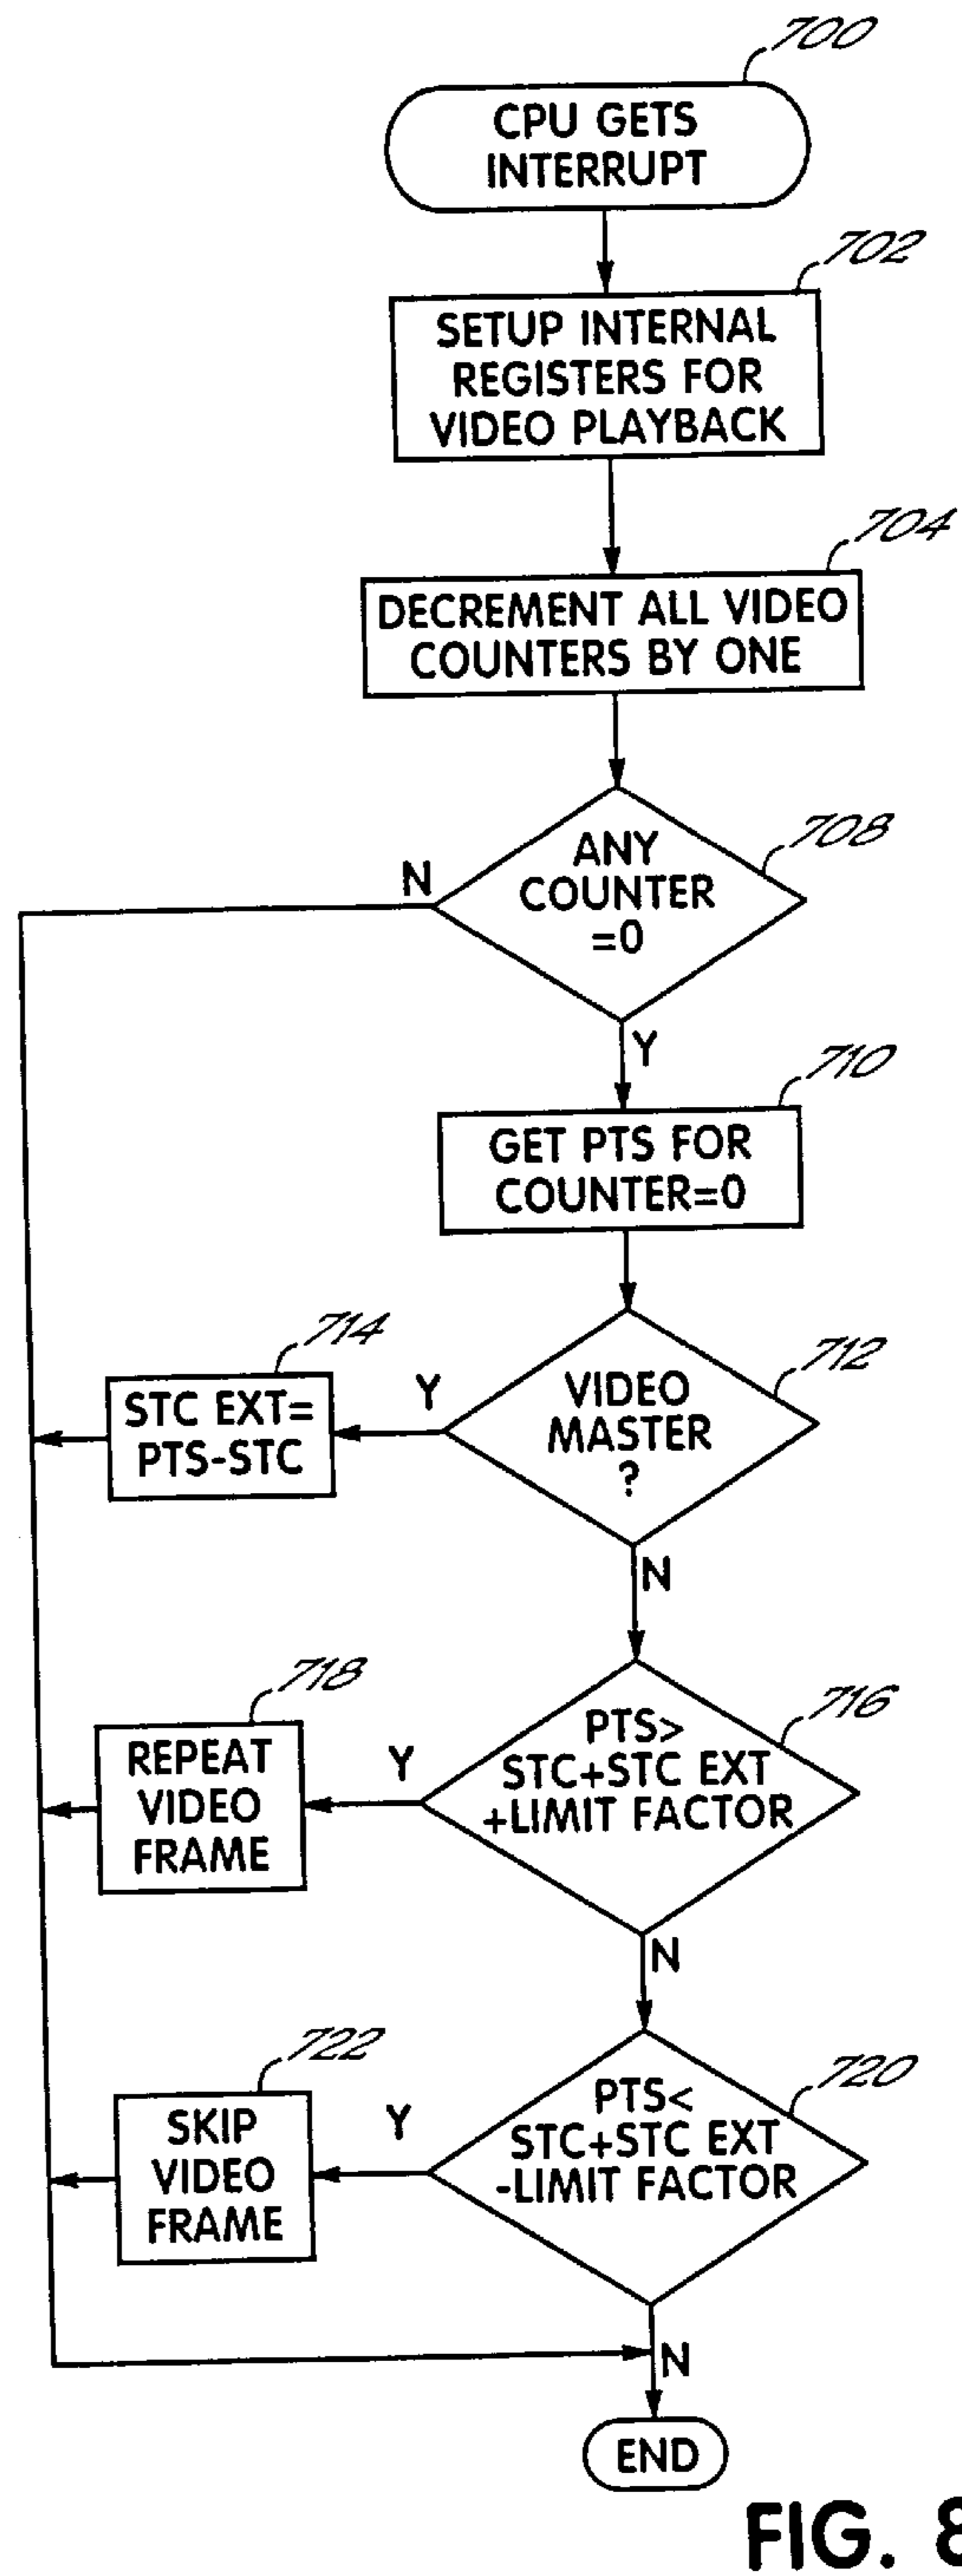 700
CPU GETS
INTERRUPT
702
SETUP INTERNAL
REGISTERS FOR
VIDEO PLAYBACK
704
DECREMENT ALL VIDEO
COUNTERS BY ONE
708
ANY
COUNTER
=0
N
Y
710
GET PTS FOR
COUNTER=0
712
VIDEO
MASTER
?
Y
714
STC EXT=
PTS-STC
N
716
PTS>
STC+STC EXT
+LIMIT FACTOR
Y
718
REPEAT
VIDEO
FRAME
N
720
PTS<
STC+STC EXT
-LIMIT FACTOR
Y
722
SKIP
VIDEO
FRAME
N
END
FIG. 8